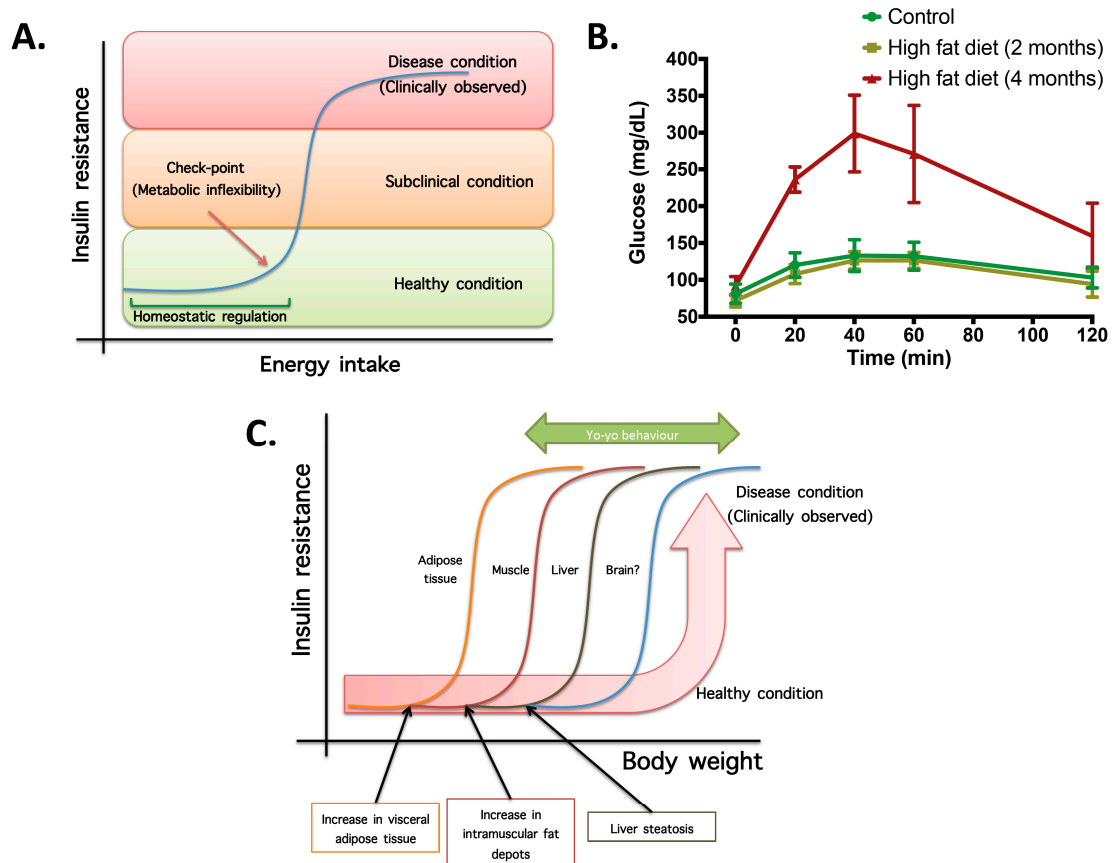 A.
Insulin resistance
Disease condition
(Clinically observed)
Check-point
(Metabolic inflexibility)
Subclinical condition
Healthy condition
Homeostatic regulation
Energy intake
B.
Control
High fat diet (2 months)
High fat diet (4 months)
Glucose (mg/dL)
400
350
300
250
200
150
100
50
0 20 40 60 80 100 120
Time (min)
C.
Yo-yo behaviour
Insulin resistance
Disease condition
(Clinically observed)
Adipose
tissue
Muscle
Liver
Brain?
Healthy condition
Body weight
Increase in visceral
adipose tissue
Increase in
intramuscular fat
depots
Liver steatosis